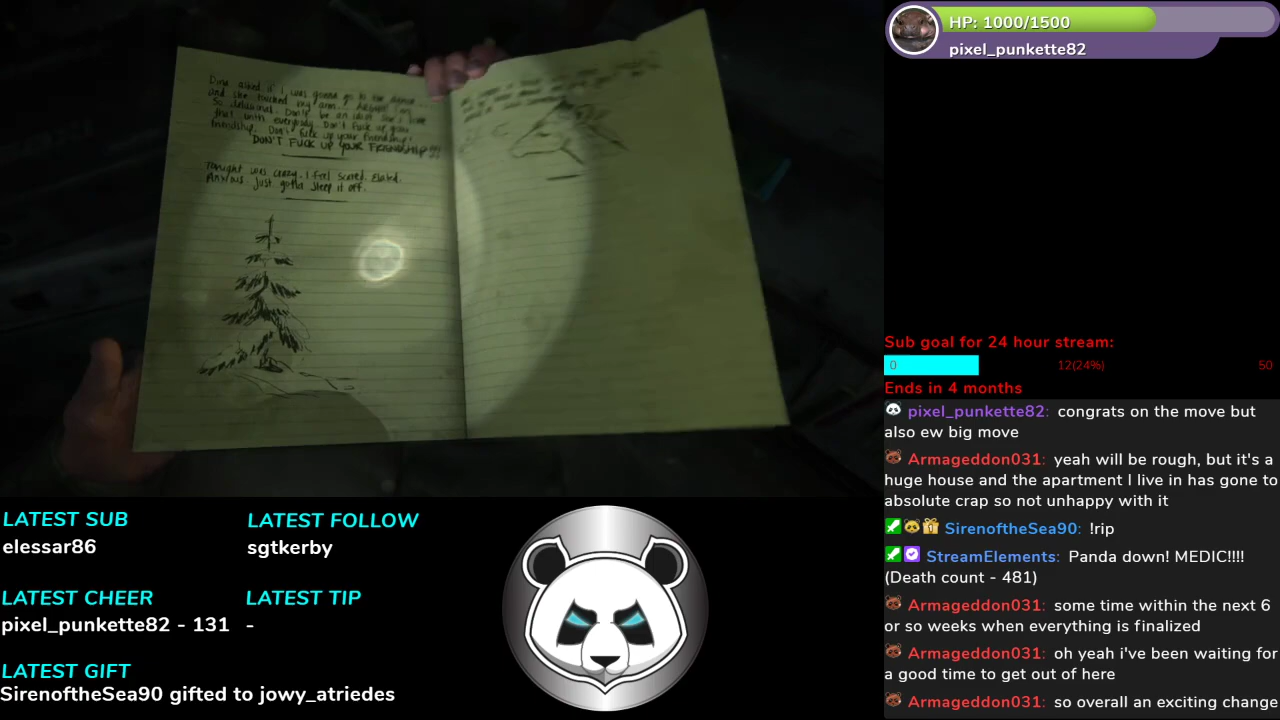 Dina asked if I was gonna go to the dance
and she touched my arm.
So delusional. Don't be an idiot. She's like
that with everybody. Don't fuck up your
friendship. Don't fuck up your friendship!
DON'T FUCK UP YOUR FRIENDSHIP!!!
Tonight was crazy. I feel scared. Elated.
Anxious. Just gotta sleep it off.
HP: 1000/1500
pixel_punkette82
Sub goal for 24 hour stream:
0 12(24%) 50
Ends in 4 months
pixel_punkette82: congrats on the move but
also ew big move
Armageddon031: yeah will be rough, but it's a
huge house and the apartment I live in has gone to
absolute crap so not unhappy with it
1 SirenoftheSea90: !rip
StreamElements: Panda down! MEDIC!!!!
(Death count - 481)
Armageddon031: some time within the next 6
or so weeks when everything is finalized
Armageddon031: oh yeah i've been waiting for
a good time to get out of here
Armageddon031: so overall an exciting change
LATEST SUB
elessar86
LATEST FOLLOW
sgtkerby
LATEST CHEER
pixel_punkette82 - 131
LATEST TIP
-
LATEST GIFT
SirenoftheSea90 gifted to jowy_atriedes